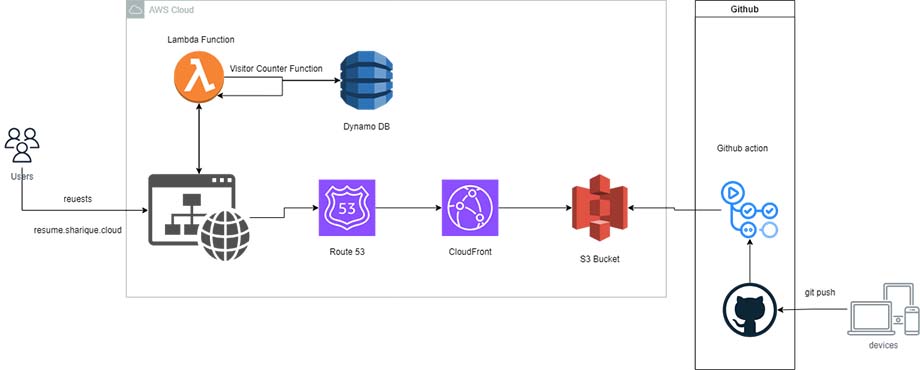 AWS Cloud
Github
Lambda Function
Visitor Counter Function
Dynamo DB
Github action
Users
reuests
resume.sharique.cloud
53
Route 53
CloudFront
S3 Bucket
git push
devices